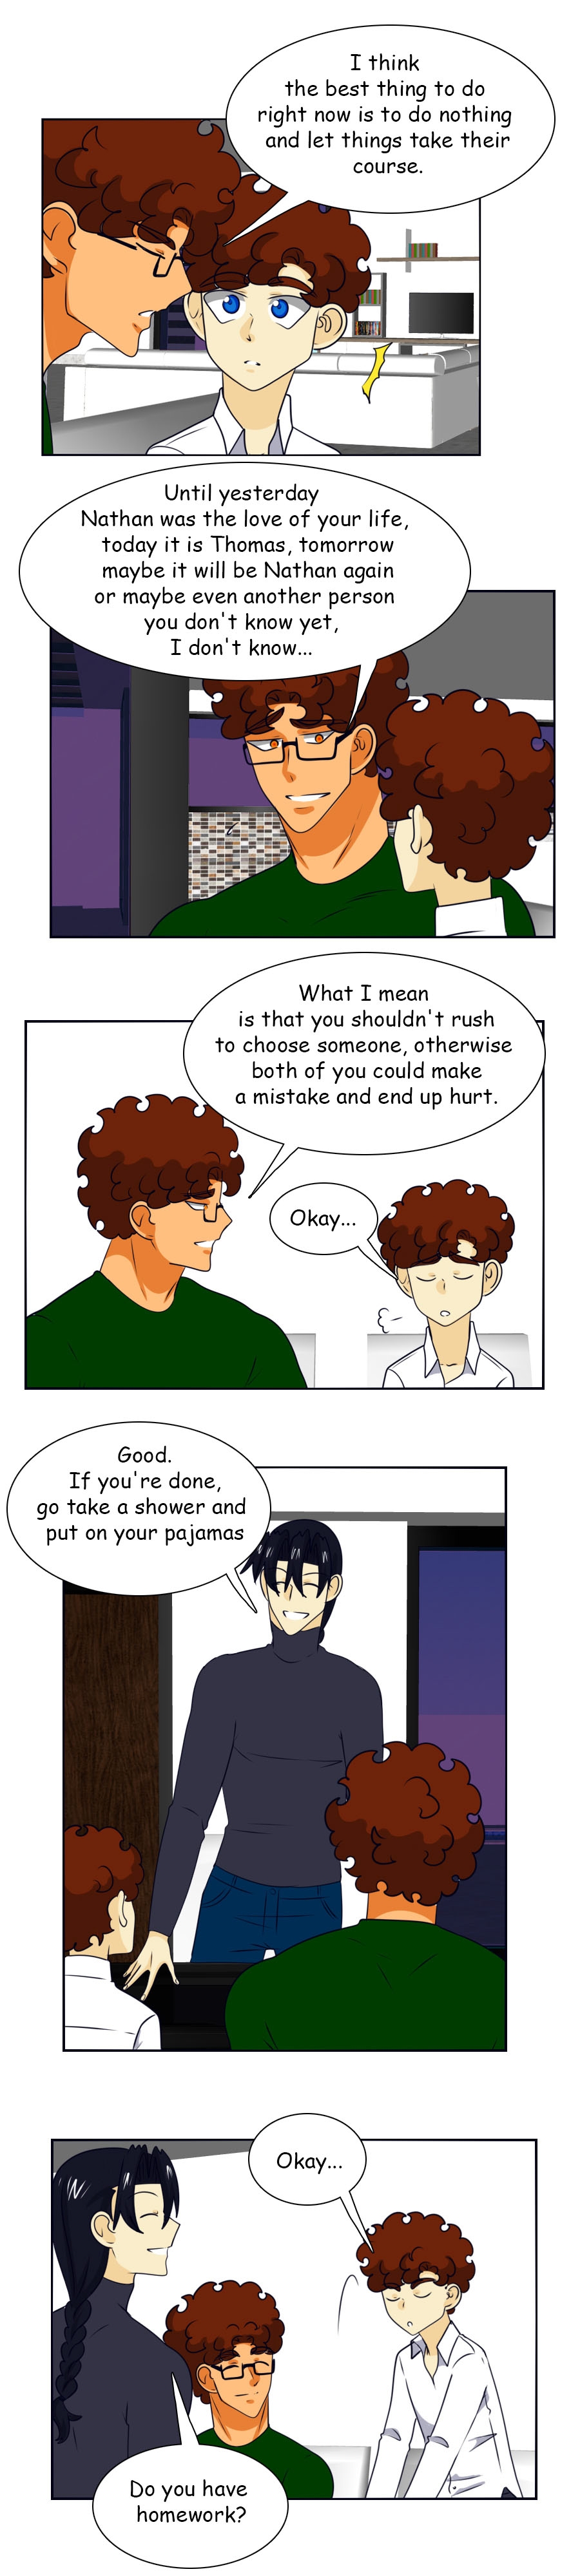 I think
the best thing to do
right now is to do nothing
and let things take their
course.
Until yesterday
Nathan was the love of your life,
today it is Thomas, tomorrow
maybe it will be Nathan again
or maybe even another person
you don't know yet,
I don't know...
What I mean
is that you shouldn't rush
to choose someone, otherwise
both of you could make
a mistake and end up hurt.
Okay...
Good.
If you're done,
go take a shower and
put on your pajamas
Okay...
Do you have
homework?